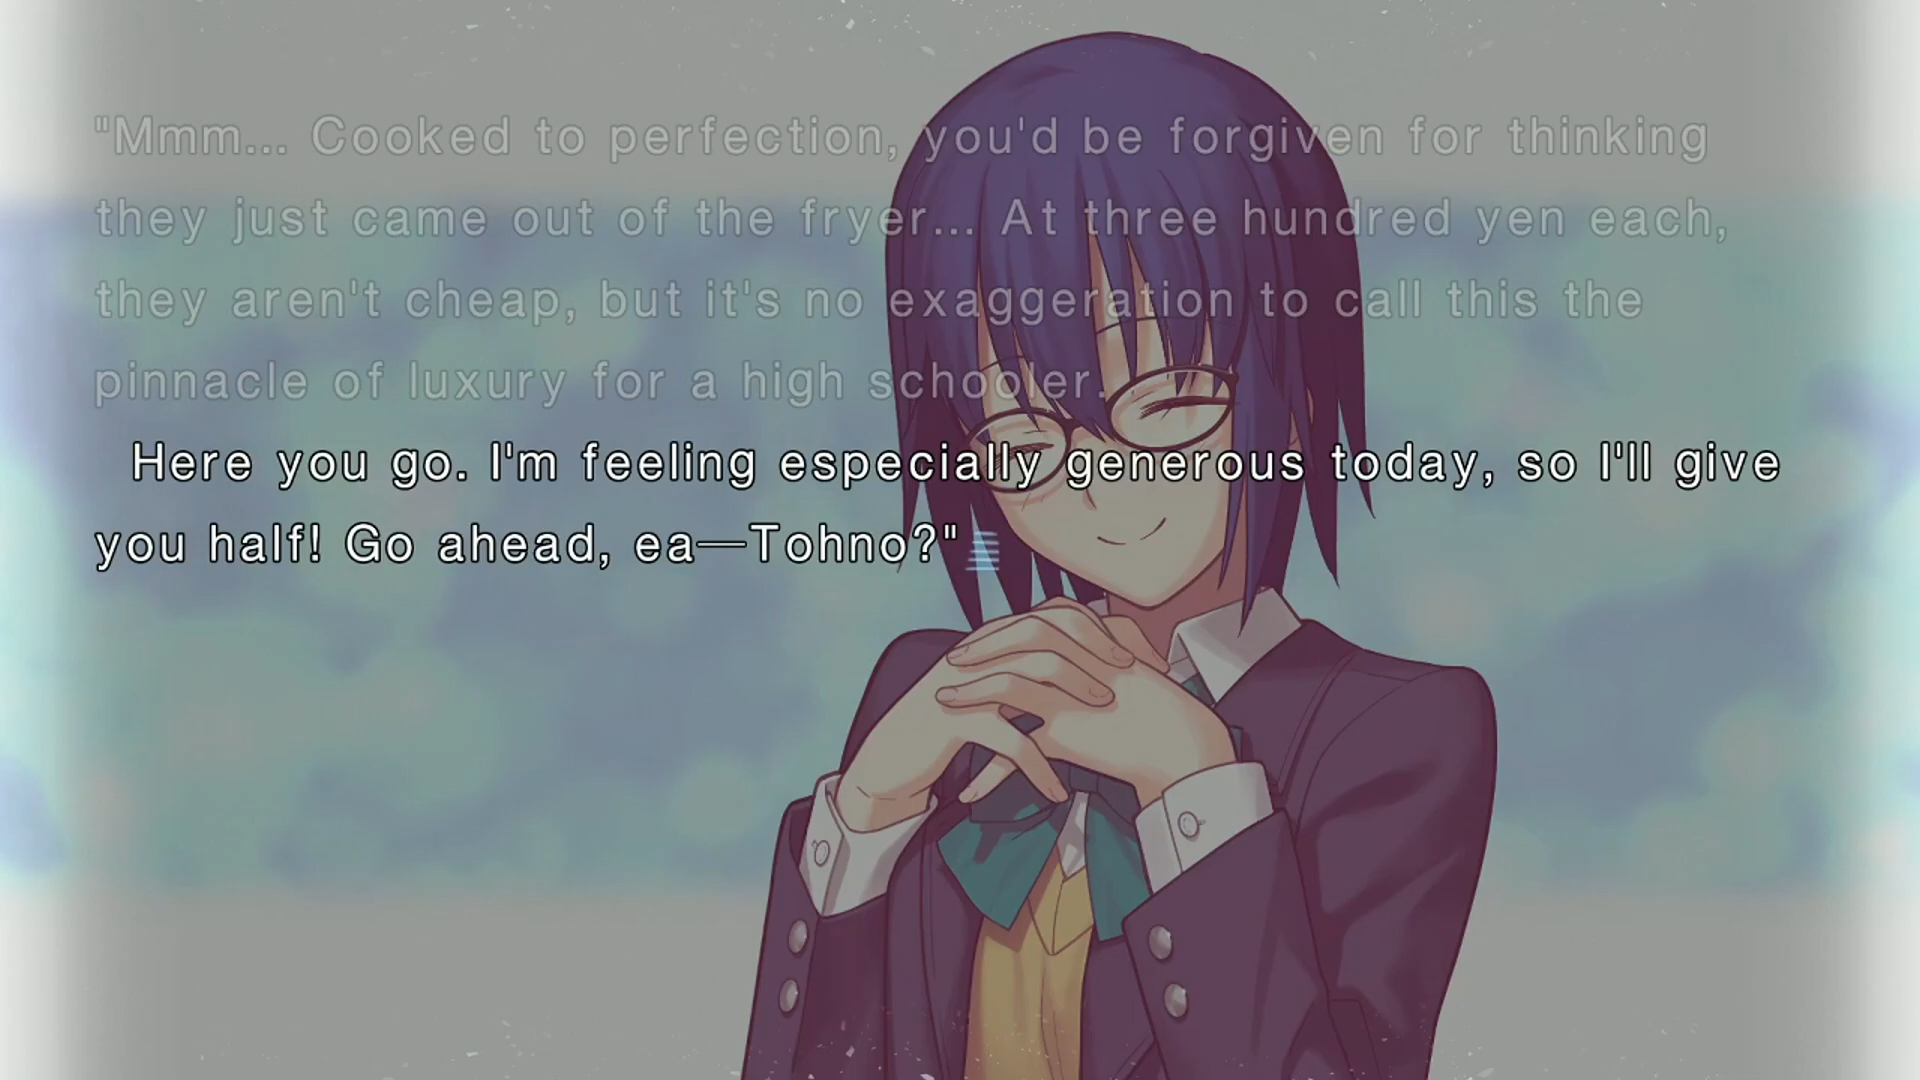 "Mmm... Cooked to perfection, you'd be forgiven for thinking
they just came out of the fryer... At three hundred yen each,
they aren't cheap, but it's no exaggeration to call this the
pinnacle of luxury for a high schooler.
Here you go. I'm feeling especially generous today, so I'll give
you half! Go ahead, ea—Tohno?"